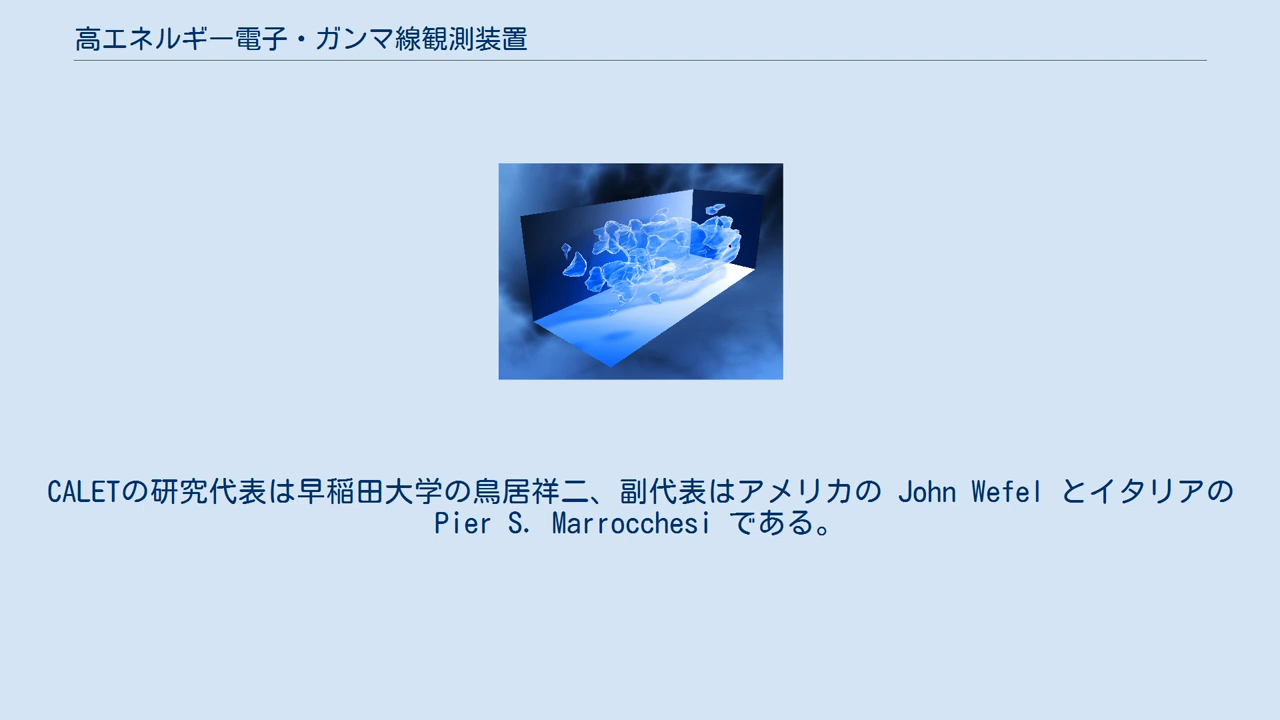 高エネルギー電子・ガンマ線観測装置
CALETの研究代表は早稲田大学の鳥居祥二、副代表はアメリカの John Wefel とイタリアの
Pier S. Marrocchesi である。